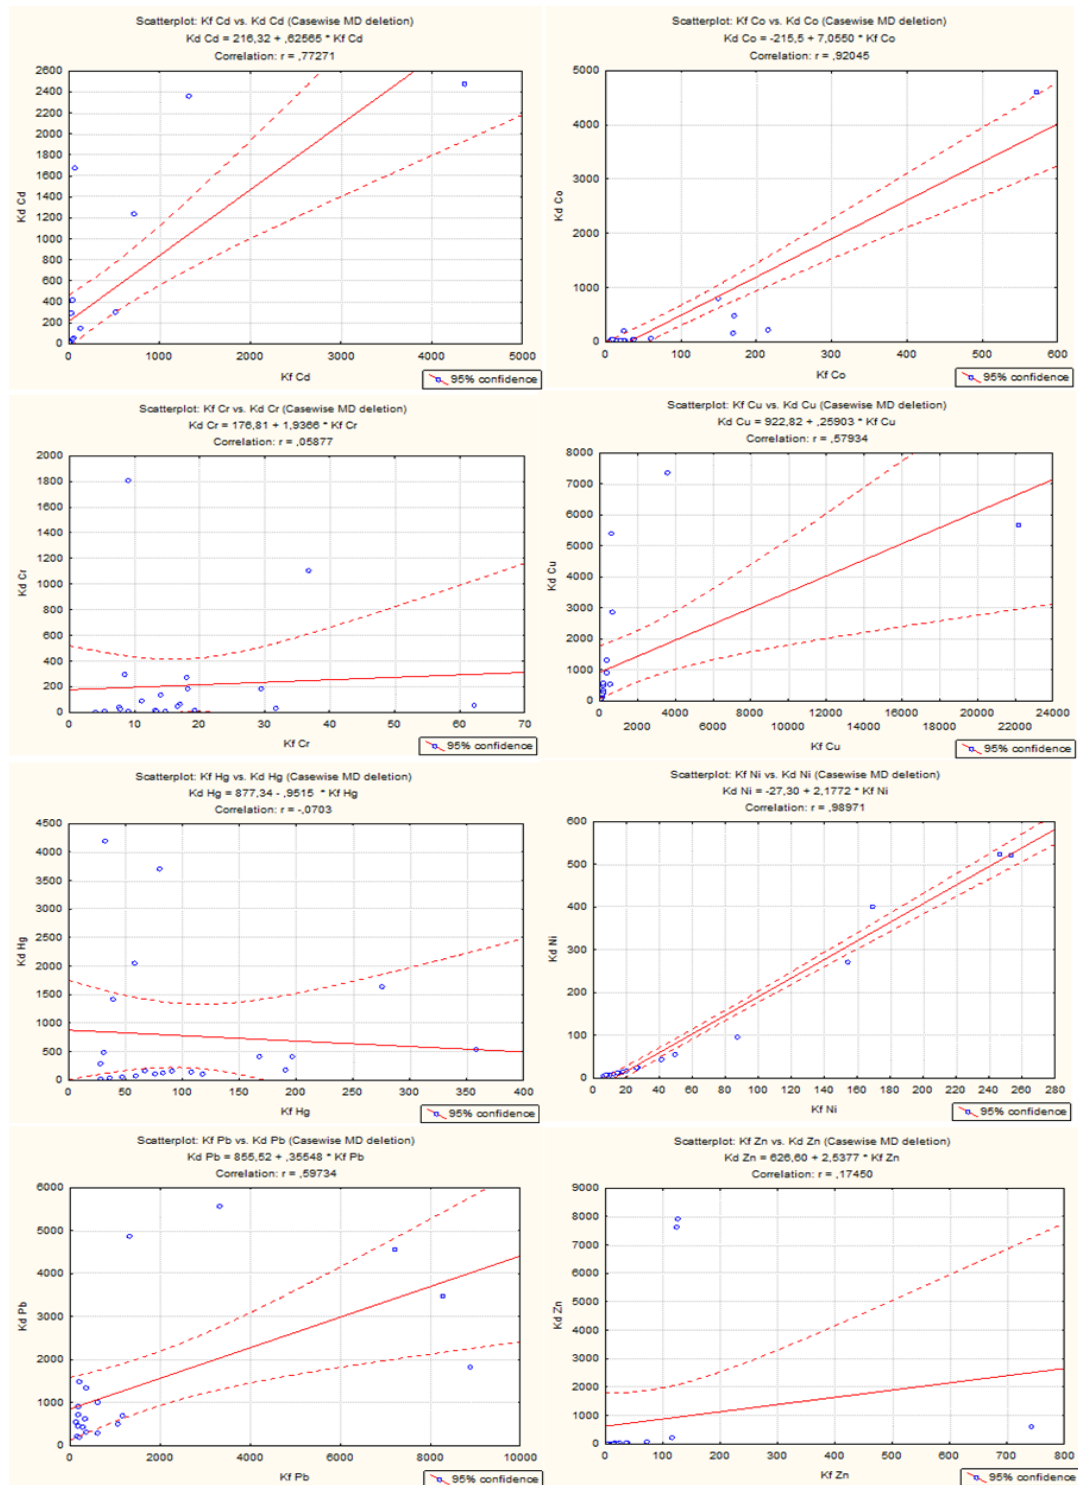 Scatterplot: Kf Cd vs. Kd Cd (Casewise MD deletion)
Kd Cd = 216,32 + ,62565 * Kf Cd
Correlation: r = ,77271
2600
2400
2200
2000
1800
1600
1400
1200
1000
800
600
400
200
0
Kd Cd
0 1000 2000 3000 4000 5000
Kf Cd
95% confidence
Scatterplot: Kf Co vs. Kd Co (Casewise MD deletion)
Kd Co = -215,5 + 7,0550 * Kf Co
Correlation: r = ,92045
5000
4000
3000
2000
1000
0
Kd Co
0 100 200 300 400 500 600
Kf Co
95% confidence
Scatterplot: Kf Cr vs. Kd Cr (Casewise MD deletion)
Kd Cr = 176,81 + 1,9366 * Kf Cr
Correlation: r = ,05877
2000
1800
1600
1400
1200
1000
800
600
400
200
0
Kd Cr
0 10 20 30 40 50 60 70
Kf Cr
95% confidence
Scatterplot: Kf Cu vs. Kd Cu (Casewise MD deletion)
Kd Cu = 922,82 + ,25903 * Kf Cu
Correlation: r = ,57934
8000
7000
6000
5000
4000
3000
2000
1000
0
Kd Cu
0 4000 8000 12000 16000 20000 24000
2000 6000 10000 14000 18000 22000
Kf Cu
95% confidence
Scatterplot: Kf Hg vs. Kd Hg (Casewise MD deletion)
Kd Hg = 877,34 - ,9515 * Kf Hg
Correlation: r = -,0703
4500
4000
3500
3000
2500
2000
1500
1000
500
0
Kd Hg
0 50 100 150 200 250 300 350 400
Kf Hg
95% confidence
Scatterplot: Kf Ni vs. Kd Ni (Casewise MD deletion)
Kd Ni = -27,30 + 2,1772 * Kf Ni
Correlation: r = ,98971
600
500
400
300
200
100
0
Kd Ni
0 20 40 60 80 100 120 140 160 180 200 220 240 260 280
Kf Ni
95% confidence
Scatterplot: Kf Pb vs. Kd Pb (Casewise MD deletion)
Kd Pb = 855,52 + ,35548 * Kf Pb
Correlation: r = ,59734
6000
5000
4000
3000
2000
1000
0
Kd Pb
0 2000 4000 6000 8000 10000
Kf Pb
95% confidence
Scatterplot: Kf Zn vs. Kd Zn (Casewise MD deletion)
Kd Zn = 626,60 + 2,5377 * Kf Zn
Correlation: r = ,17450
9000
8000
7000
6000
5000
4000
3000
2000
1000
0
Kd Zn
0 100 200 300 400 500 600 700 800
Kf Zn
95% confidence